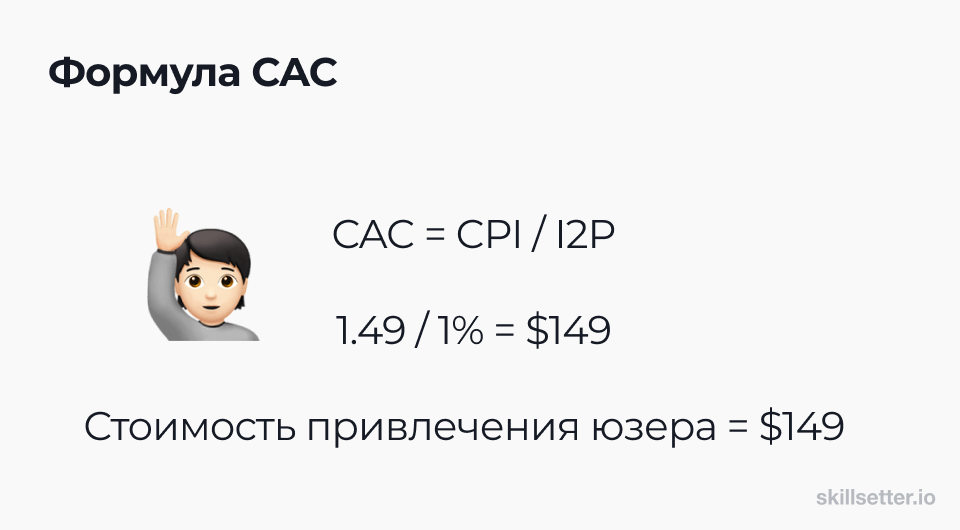 Формула CAC
CAC = CPI / I2P
1.49 / 1% = $149
Стоимость привлечения юзера = $149
skillsetter.io